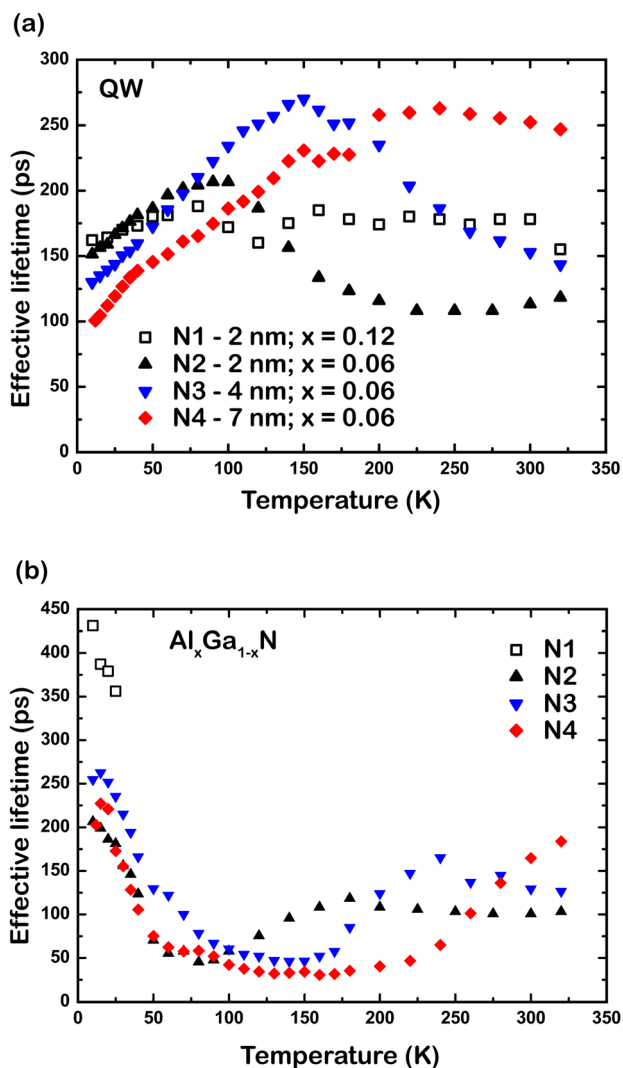 (a)
QW
Effective lifetime (ps)
300
250
200
150
100
50
0
N1 - 2 nm; x = 0.12
N2 - 2 nm; x = 0.06
N3 - 4 nm; x = 0.06
N4 - 7 nm; x = 0.06
0 50 100 150 200 250 300 350
Temperature (K)
(b)
AlxGa1-xN
Effective lifetime (ps)
450
400
350
300
250
200
150
100
50
0
N1
N2
N3
N4
0 50 100 150 200 250 300 350
Temperature (K)